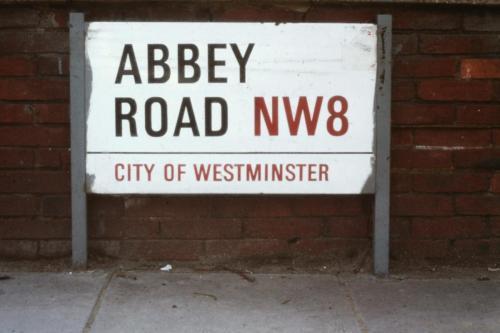 ABBEY
ROAD NW8
CITY OF WESTMINSTER